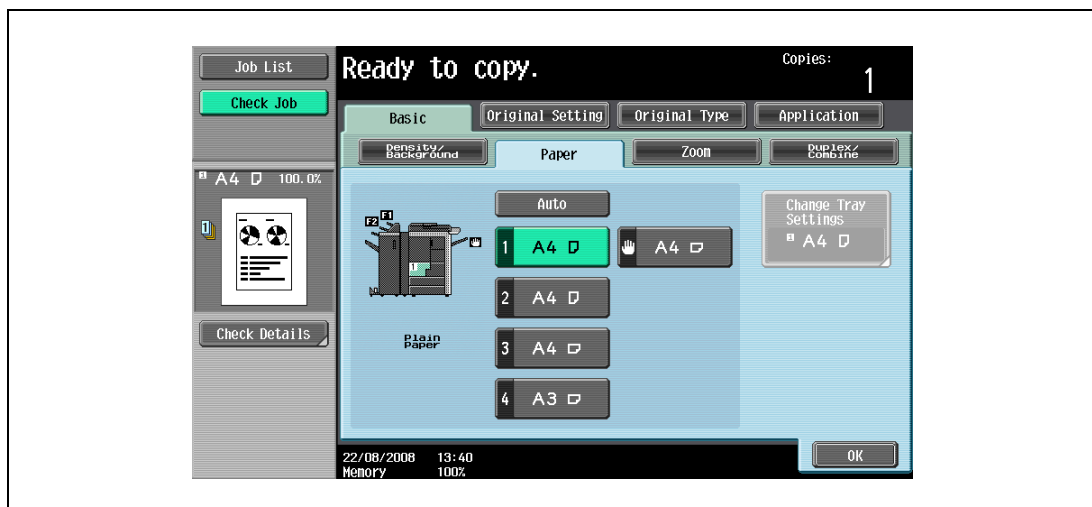 Job List
Check Job
Ready to copy.
Copies:
1
Basic
Original Setting
Original Type
Application
Density/
Background
Paper
Zoom
Duplex/
Combine
A4 100.0%
1
Check Details
F2 F1
1
Plain
Paper
Auto
1 A4
A4
2 A4
3 A4
4 A3
Change Tray
Settings
A4
OK
22/08/2008 13:40
Memory 100%